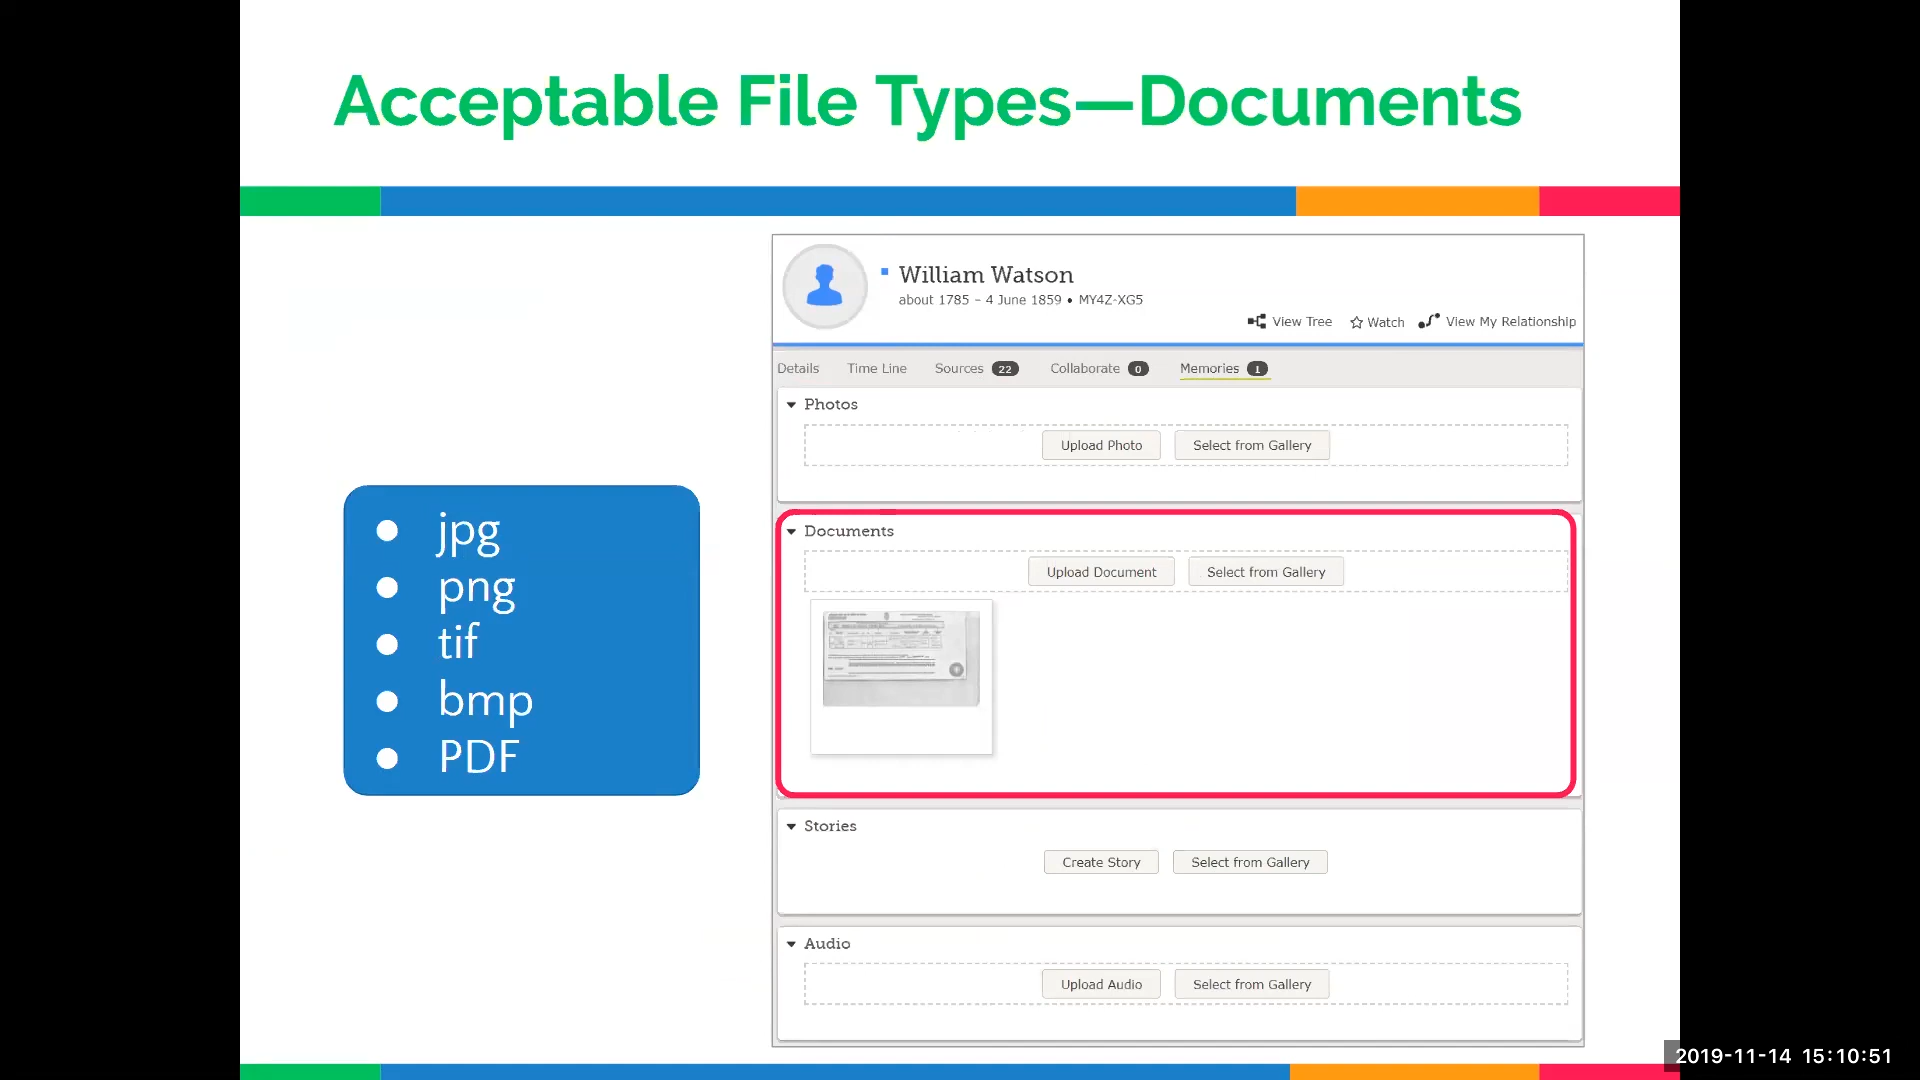 Acceptable File Types—Documents
William Watson
about 1785 – 4 June 1859 • MY4Z-XG5
View Tree Watch View My Relationship
Details Time Line Sources 22 Collaborate 0 Memories 1
Photos
Upload Photo Select from Gallery
• jpg
• png
• tif
• bmp
• PDF
Documents
Upload Document Select from Gallery
Stories
Create Story Select from Gallery
Audio
Upload Audio Select from Gallery
2019-11-14 15:10:51